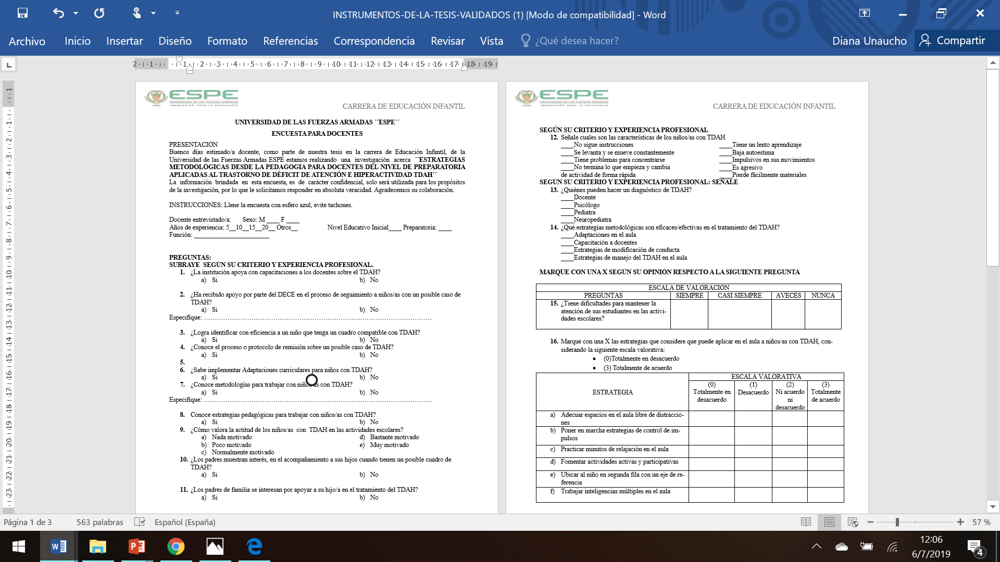 INSTRUMENTOS-DE-LA-TESIS-VALIDADOS (1) [Modo de compatibilidad] - Word
Archivo Inicio Insertar Diseño Formato Referencias Correspondencia Revisar Vista ¿Qué desea hacer? Diana Unaucho Compartir
2 1 1 2 3 4 5 6 7 8 9 10 11 12 13 14 15 16 17 18 19
ESPE
UNIVERSIDAD DE LAS FUERZAS ARMADAS
INNOVACIÓN PARA LA EXCELENCIA
CARRERA DE EDUCACIÓN INFANTIL
UNIVERSIDAD DE LAS FUERZAS ARMADAS ´´ESPE´´
ENCUESTA PARA DOCENTES
PRESENTACIÓN
Buenos días estimado/a docente, como parte de nuestra tesis en la carrera de Educación Infantil, de la
Universidad de las Fuerzas Armadas ESPE estamos realizando una investigación acerca ´´ESTRATEGIAS
METODOLÓGICAS DESDE LA PEDAGOGÍA PARA DOCENTES DEL NIVEL DE PREPARATORIA
APLICADAS AL TRASTORNO DE DÉFICIT DE ATENCIÓN E HIPERACTIVIDAD TDAH´´
La información brindada en esta encuesta, es de carácter confidencial, solo será utilizada para los propósitos
de la investigación, por lo que le solicitamos responder en absoluta veracidad. Agradecemos su colaboración.
INSTRUCCIONES: Llene la encuesta con esfero azul, evite tachones.
Docente entrevistado/a: Sexo: M ____ F ____
Años de experiencia: 5__10__15__20__ Otros__ Nivel Educativo Inicial____ Preparatoria: ____
Función: ______________________
PREGUNTAS:
SUBRAYE SEGÚN SU CRITERIO Y EXPERIENCIA PROFESIONAL.
1. ¿La institución apoya con capacitaciones a los docentes sobre el TDAH?
a) Si b) No
2. ¿Ha recibido apoyo por parte del DECE en el proceso de seguimiento a niños/as con un posible caso de
TDAH?
a) Si b) No
Especifique: ……………………………………………………………………………………………
3. ¿Logra identificar con eficiencia a un niño que tenga un cuadro compatible con TDAH?
a) Si b) No
4. ¿Conoce el proceso o protocolo de remisión sobre un posible caso de TDAH?
a) Si b) No
5.
6. ¿Sabe implementar Adaptaciones curriculares para niños con TDAH?
a) Si b) No
7. ¿Conoce metodologías para trabajar con niños/as con TDAH?
a) Si b) No
Especifique: ……………………………………………………………………………………………
8. Conoce estrategias pedagógicas para trabajar con niños/as con TDAH?
a) Si b) No
9. ¿Cómo valora la actitud de los niños/as con TDAH en las actividades escolares?
a) Nada motivado d) Bastante motivado
b) Poco motivado e) Muy motivado
c) Normalmente motivado
10. ¿Los padres muestran interés, en el acompañamiento a sus hijos cuando tienen un posible cuadro de
TDAH?
a) Si b) No
11. ¿Los padres de familia se interesan por apoyar a su hijo/a en el tratamiento del TDAH?
a) Si b) No
ESPE
UNIVERSIDAD DE LAS FUERZAS ARMADAS
INNOVACIÓN PARA LA EXCELENCIA
CARRERA DE EDUCACIÓN INFANTIL
SEGÚN SU CRITERIO Y EXPERIENCIA PROFESIONAL
12. Señale cuales son las características de los niños/as con TDAH
____No sigue instrucciones ____Tiene un lento aprendizaje
____Se levanta y se mueve constantemente ____Baja autoestima
____Tiene problemas para concentrarse ____Impulsivos en sus movimientos
____No termina lo que empieza y cambia ____Es agresivo
de actividad de forma rápida ____Pierde fácilmente materiales
SEGÚN SU CRITERIO Y EXPERIENCIA PROFESIONAL: SEÑALE
13. ¿Quiénes pueden hacer un diagnóstico de TDAH?
____Docente
____Psicólogo
____Pediatra
____Neuropediatra
14. ¿Qué estrategias metodológicas son eficaces/efectivas en el tratamiento del TDAH?
____Adaptaciones en el aula
____Capacitación a docentes
____Estrategias de modificación de conducta
____Estrategias de manejo del TDAH en el aula
MARQUE CON UNA X SEGÚN SU OPINIÓN RESPECTO A LA SIGUIENTE PREGUNTA
ESCALA DE VALORACIÓN
PREGUNTAS SIEMPRE CASI SIEMPRE AVECES NUNCA
15. ¿Tiene dificultades para mantener la
atención de sus estudiantes en las activi-
dades escolares?
16. Marque con una X las estrategias que considere que puede aplicar en el aula a niños/as con TDAH, con-
siderando la siguiente escala valorativa:
• (0)Totalmente en desacuerdo
• (3) Totalmente de acuerdo
ESTRATEGIA ESCALA VALORATIVA
(0) Totalmente en desacuerdo (1) Desacuerdo (2) Ni acuerdo ni desacuerdo (3) Totalmente de acuerdo
a) Adecuar espacios en el aula libre de distraccio-
nes
b) Poner en marcha estrategias de control de im-
pulsos
c) Practicar minutos de relajación en el aula
d) Fomentar actividades activas y participativas
e) Ubicar al niño en segunda fila con un eje de re-
ferencia
f) Trabajar inteligencias múltiples en el aula
Página 1 de 3 563 palabras Español (España) 57 %
12:06
6/7/2019
4